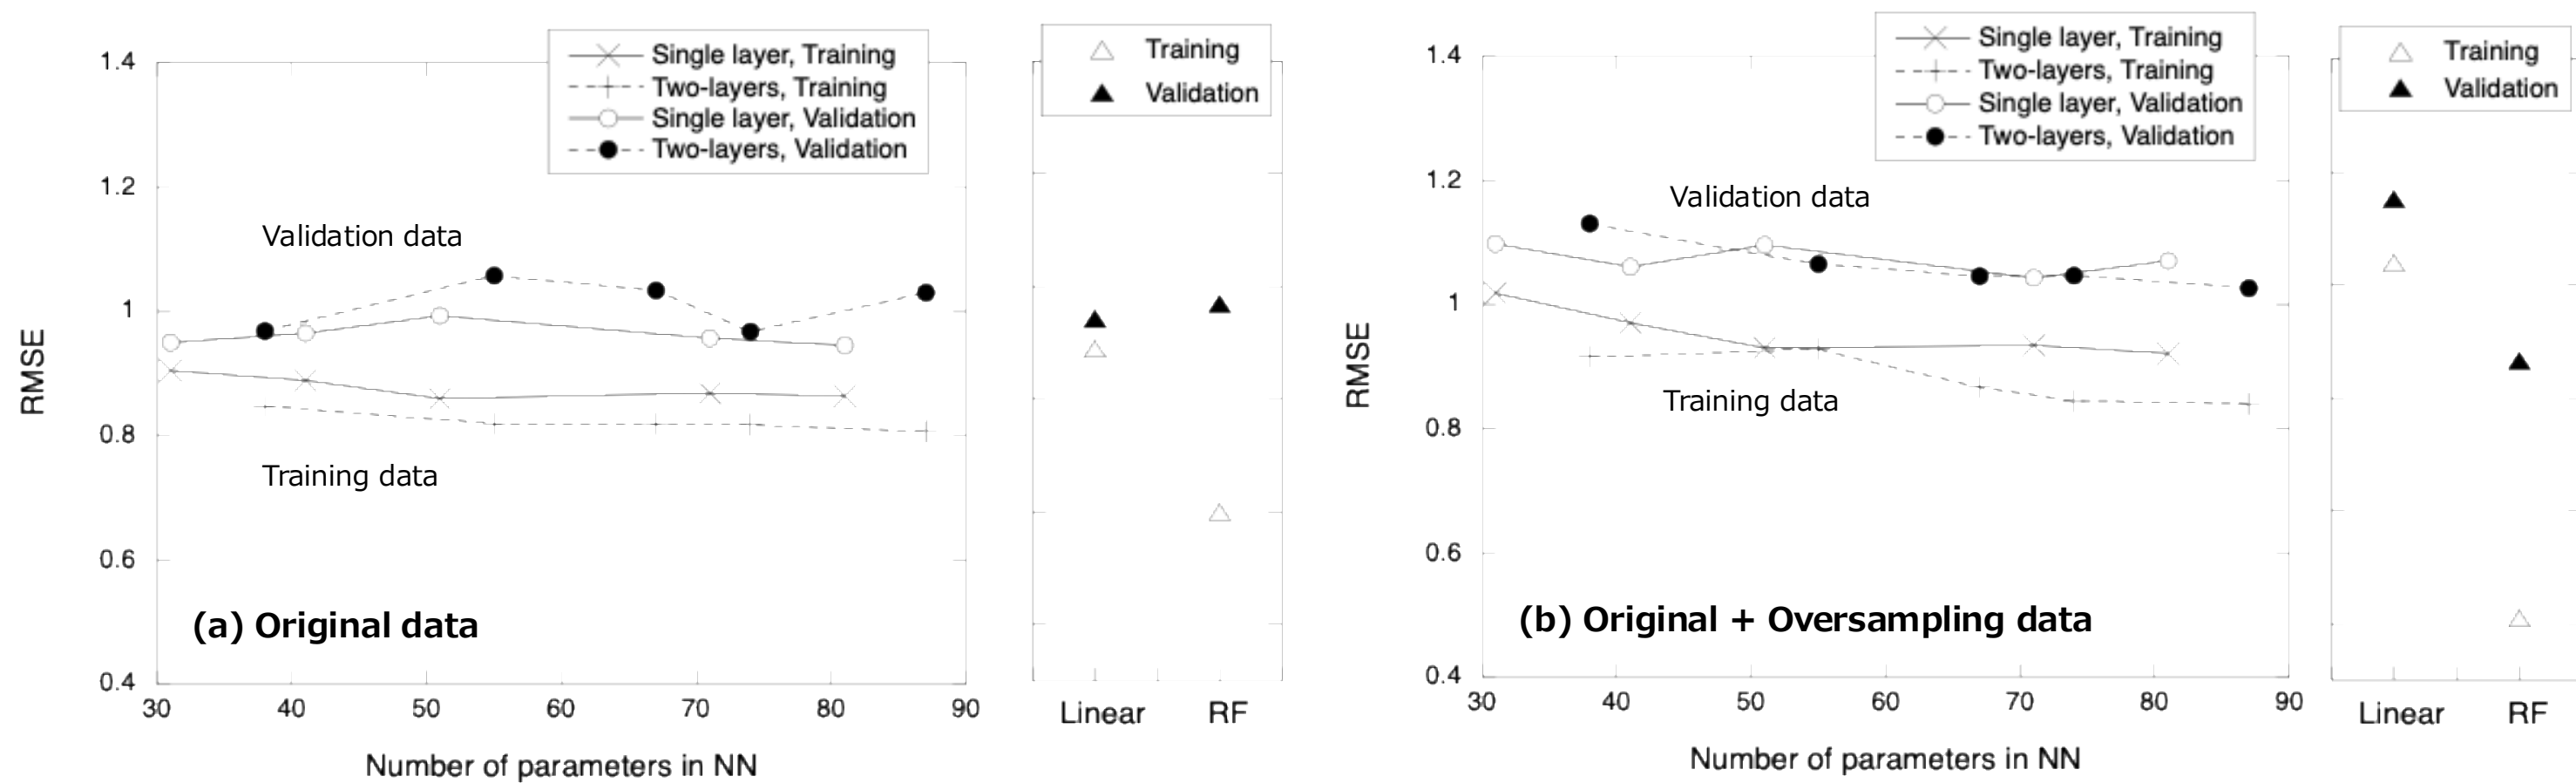 Single layer, Training
Two-layers, Training
Single layer, Validation
Two-layers, Validation
Training
Validation
1.4
1.2
1
0.8
0.6
0.4
RMSE
Validation data
Training data
(a) Original data
30 40 50 60 70 80 90
Number of parameters in NN
Linear RF
Single layer, Training
Two-layers, Training
Single layer, Validation
Two-layers, Validation
Training
Validation
1.4
1.2
1
0.8
0.6
0.4
RMSE
Validation data
Training data
(b) Original + Oversampling data
30 40 50 60 70 80 90
Number of parameters in NN
Linear RF